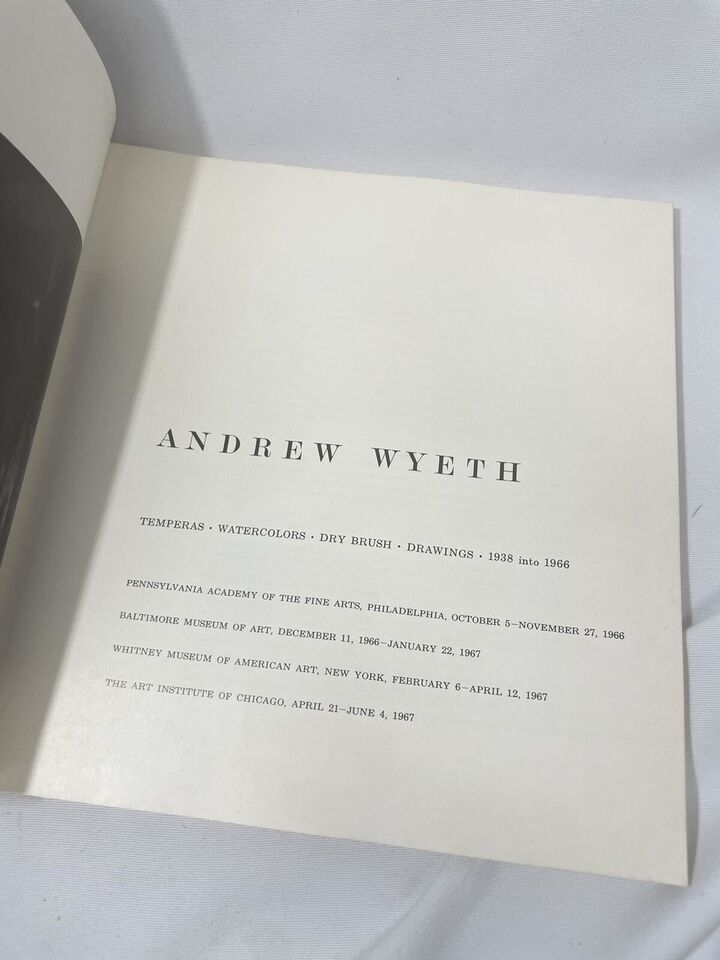 ANDREW WYETH
TEMPERAS · WATERCOLORS · DRY BRUSH · DRAWINGS · 1938 into 1966
PENNSYLVANIA ACADEMY OF THE FINE ARTS, PHILADELPHIA, OCTOBER 5–NOVEMBER 27, 1966
BALTIMORE MUSEUM OF ART, DECEMBER 11, 1966–JANUARY 22, 1967
WHITNEY MUSEUM OF AMERICAN ART, NEW YORK, FEBRUARY 6–APRIL 12, 1967
THE ART INSTITUTE OF CHICAGO, APRIL 21–JUNE 4, 1967